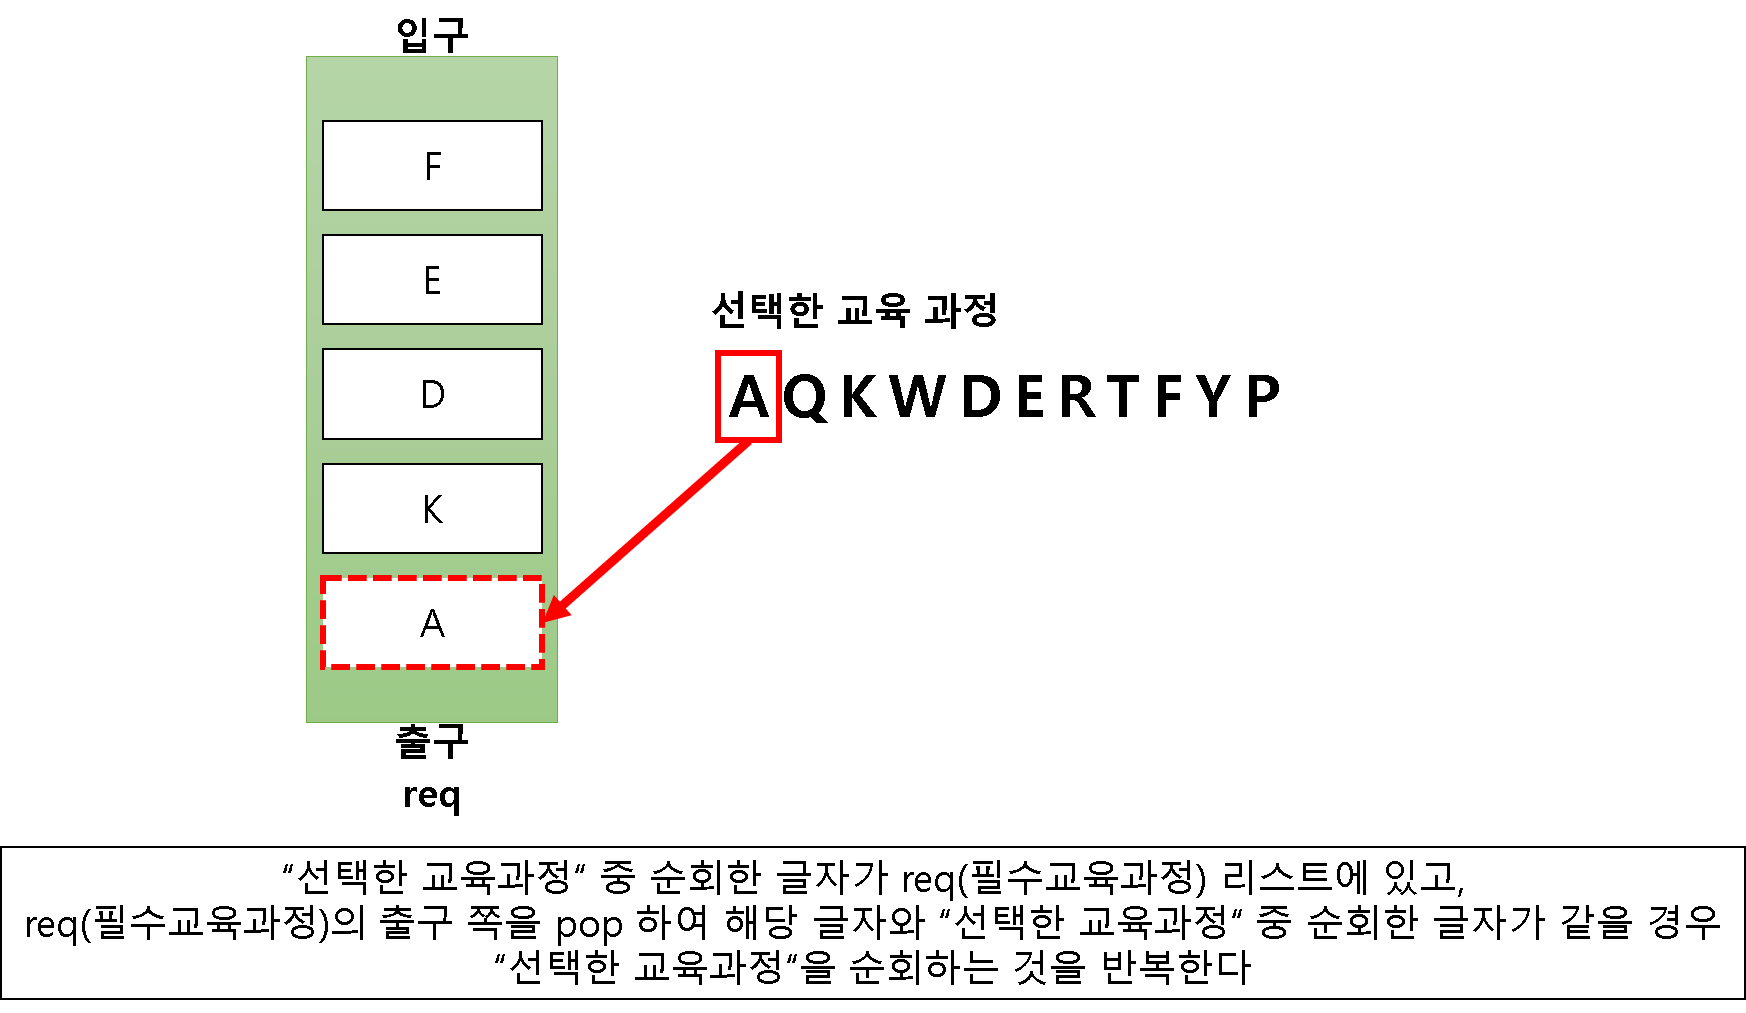 입구
F
E
D
K
A
출구
req
선택한 교육 과정
A Q K W D E R T F Y P
“선택한 교육과정“ 중 순회한 글자가 req(필수교육과정) 리스트에 있고,
req(필수교육과정)의 출구 쪽을 pop 하여 해당 글자와 “선택한 교육과정“ 중 순회한 글자가 같을 경우
“선택한 교육과정“을 순회하는 것을 반복한다